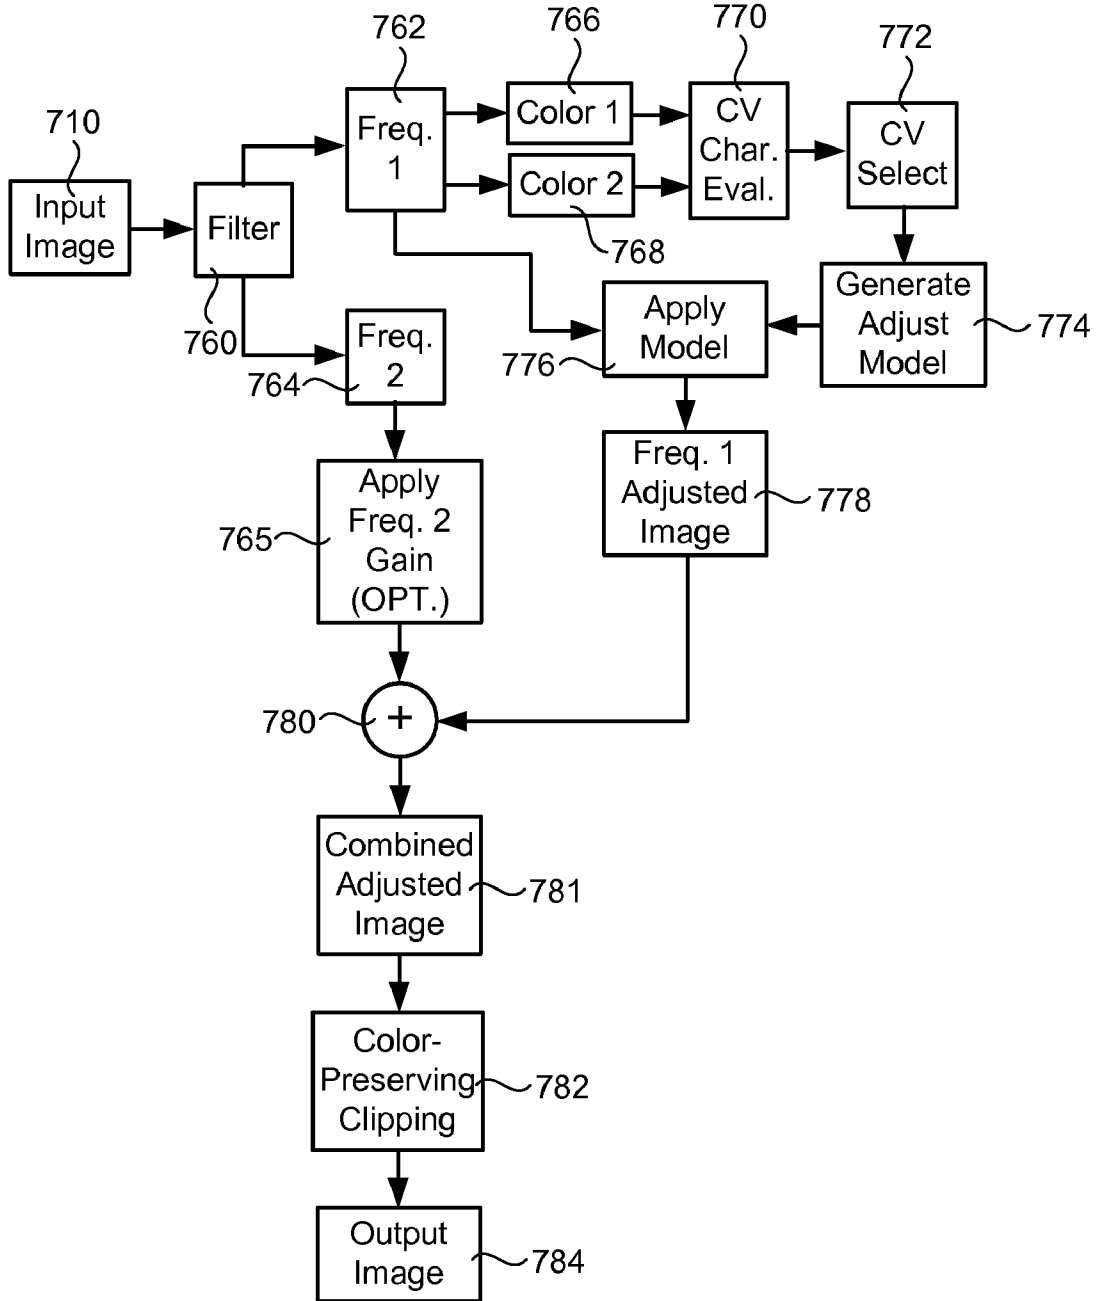 762
766
770
772
710
Input
Image
Filter
760
Freq.
1
Color 1
Color 2
768
CV
Char.
Eval.
CV
Select
Generate
Adjust
Model
774
Apply
Model
776
Freq.
2
764
Apply
Freq. 2
Gain
(OPT.)
765
Freq. 1
Adjusted
Image
778
780
+
Combined
Adjusted
Image
781
Color-
Preserving
Clipping
782
Output
Image
784